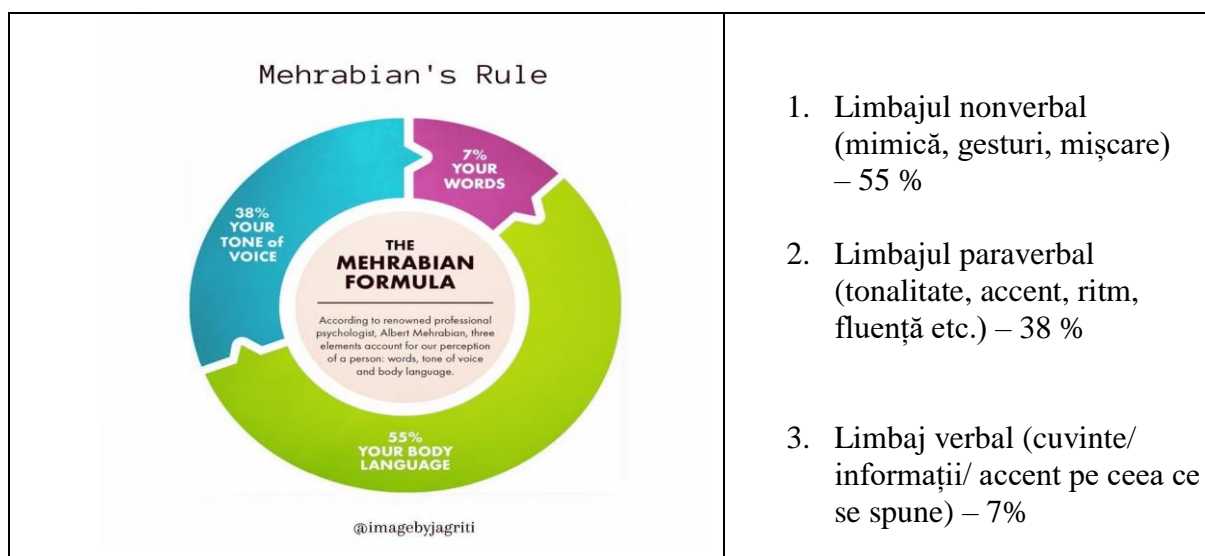 Mehrabian's Rule
7%
YOUR
WORDS
38%
YOUR
TONE of
VOICE
THE
MEHRABIAN
FORMULA
According to renowned professional
psychologist, Albert Mehrabian, three
elements account for our perception
of a person: words, tone of voice
and body language.
55%
YOUR BODY
LANGUAGE
@imagebyjagriti
1. Limbajul nonverbal
(mimică, gesturi, mișcare)
– 55 %
2. Limbajul paraverbal
(tonalitate, accent, ritm,
fluență etc.) – 38 %
3. Limbaj verbal (cuvinte/
informații/ accent pe ceea ce
se spune) – 7%